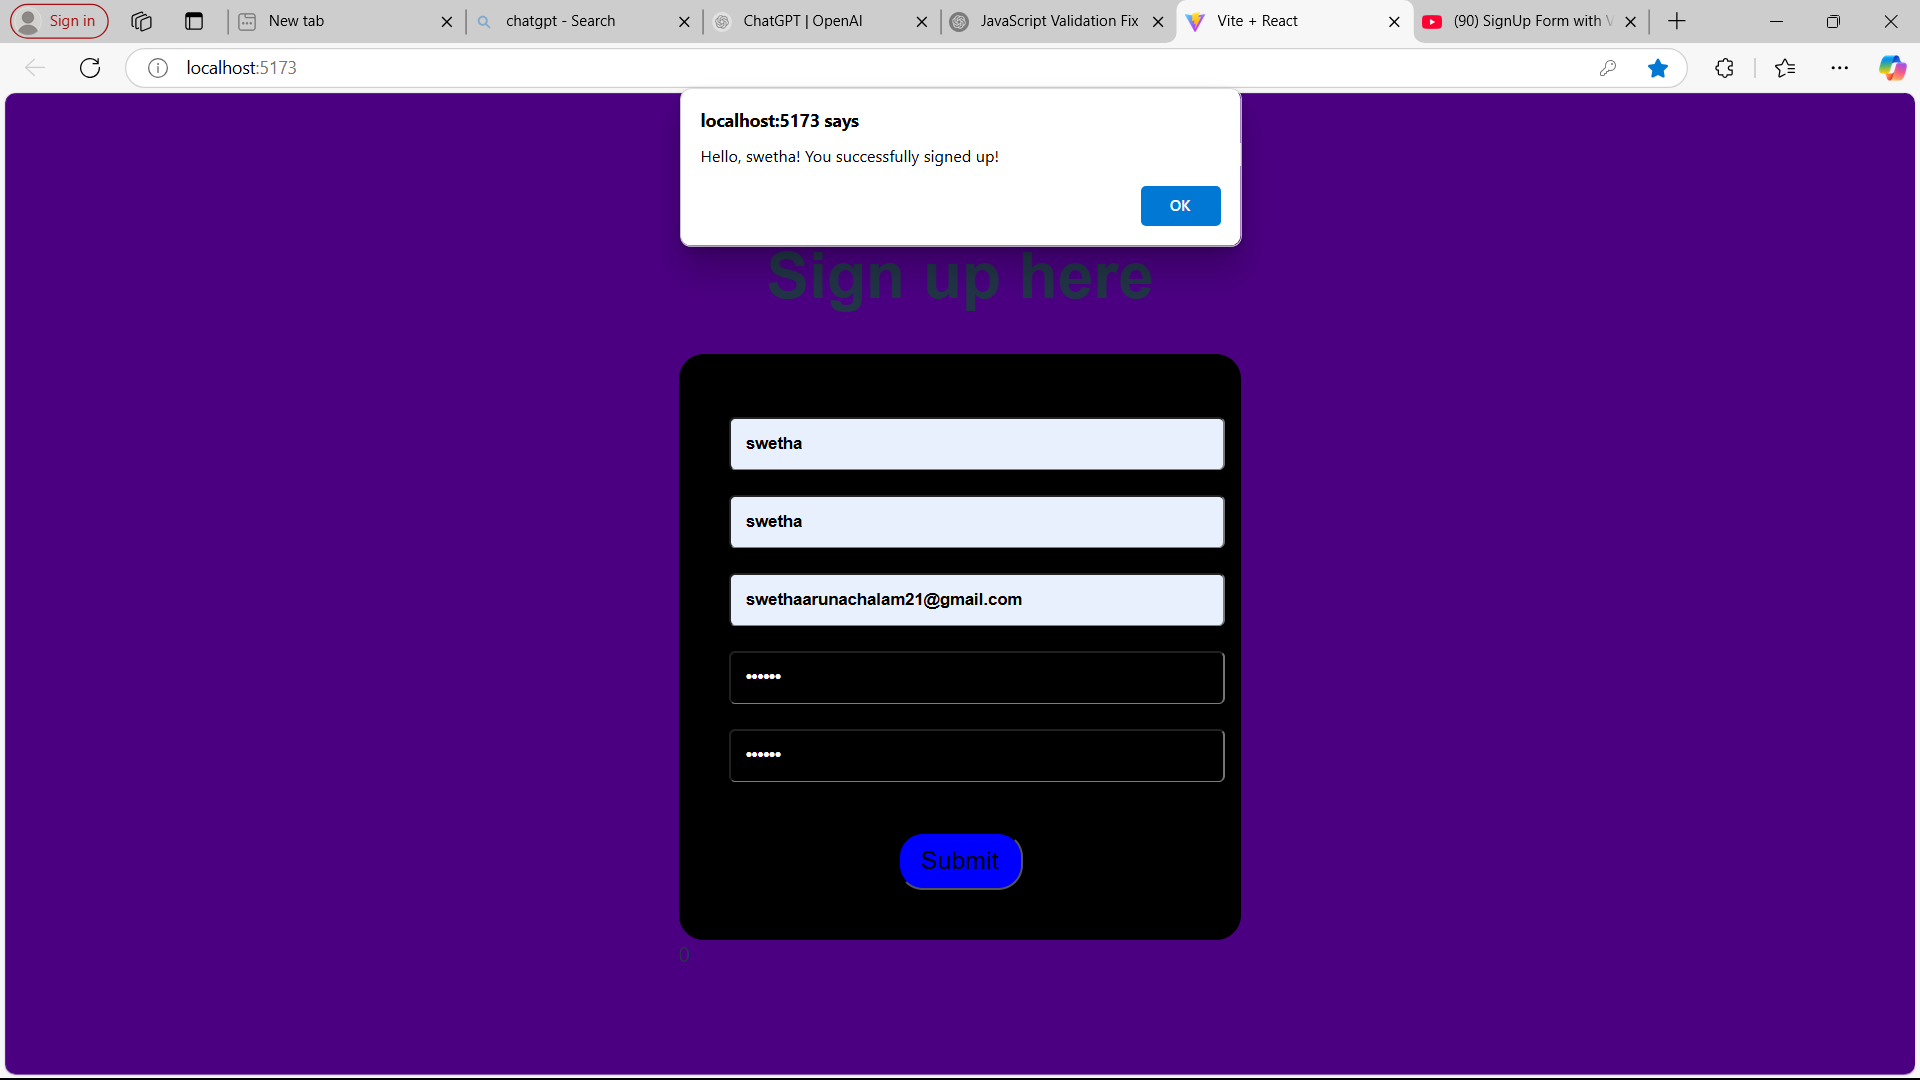 Sign in
New tab
chatgpt - Search
ChatGPT | OpenAI
JavaScript Validation Fix
Vite + React
(90) SignUp Form with
localhost:5173
localhost:5173 says
Hello, swetha! You successfully signed up!
OK
Sign up here
swetha
swetha
swethaarunachalam21@gmail.com
••••••
••••••
Submit